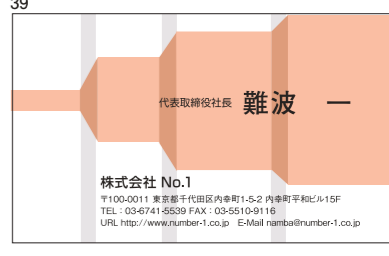 39
代表取締役社長 難波 一
株式会社 No.1
〒100-0011 東京都千代田区内幸町1-5-2 内幸町平和ビル15F
TEL：03-6741-5539 FAX：03-5510-9116
URL http://www.number-1.co.jp E-Mail namba@number-1.co.jp